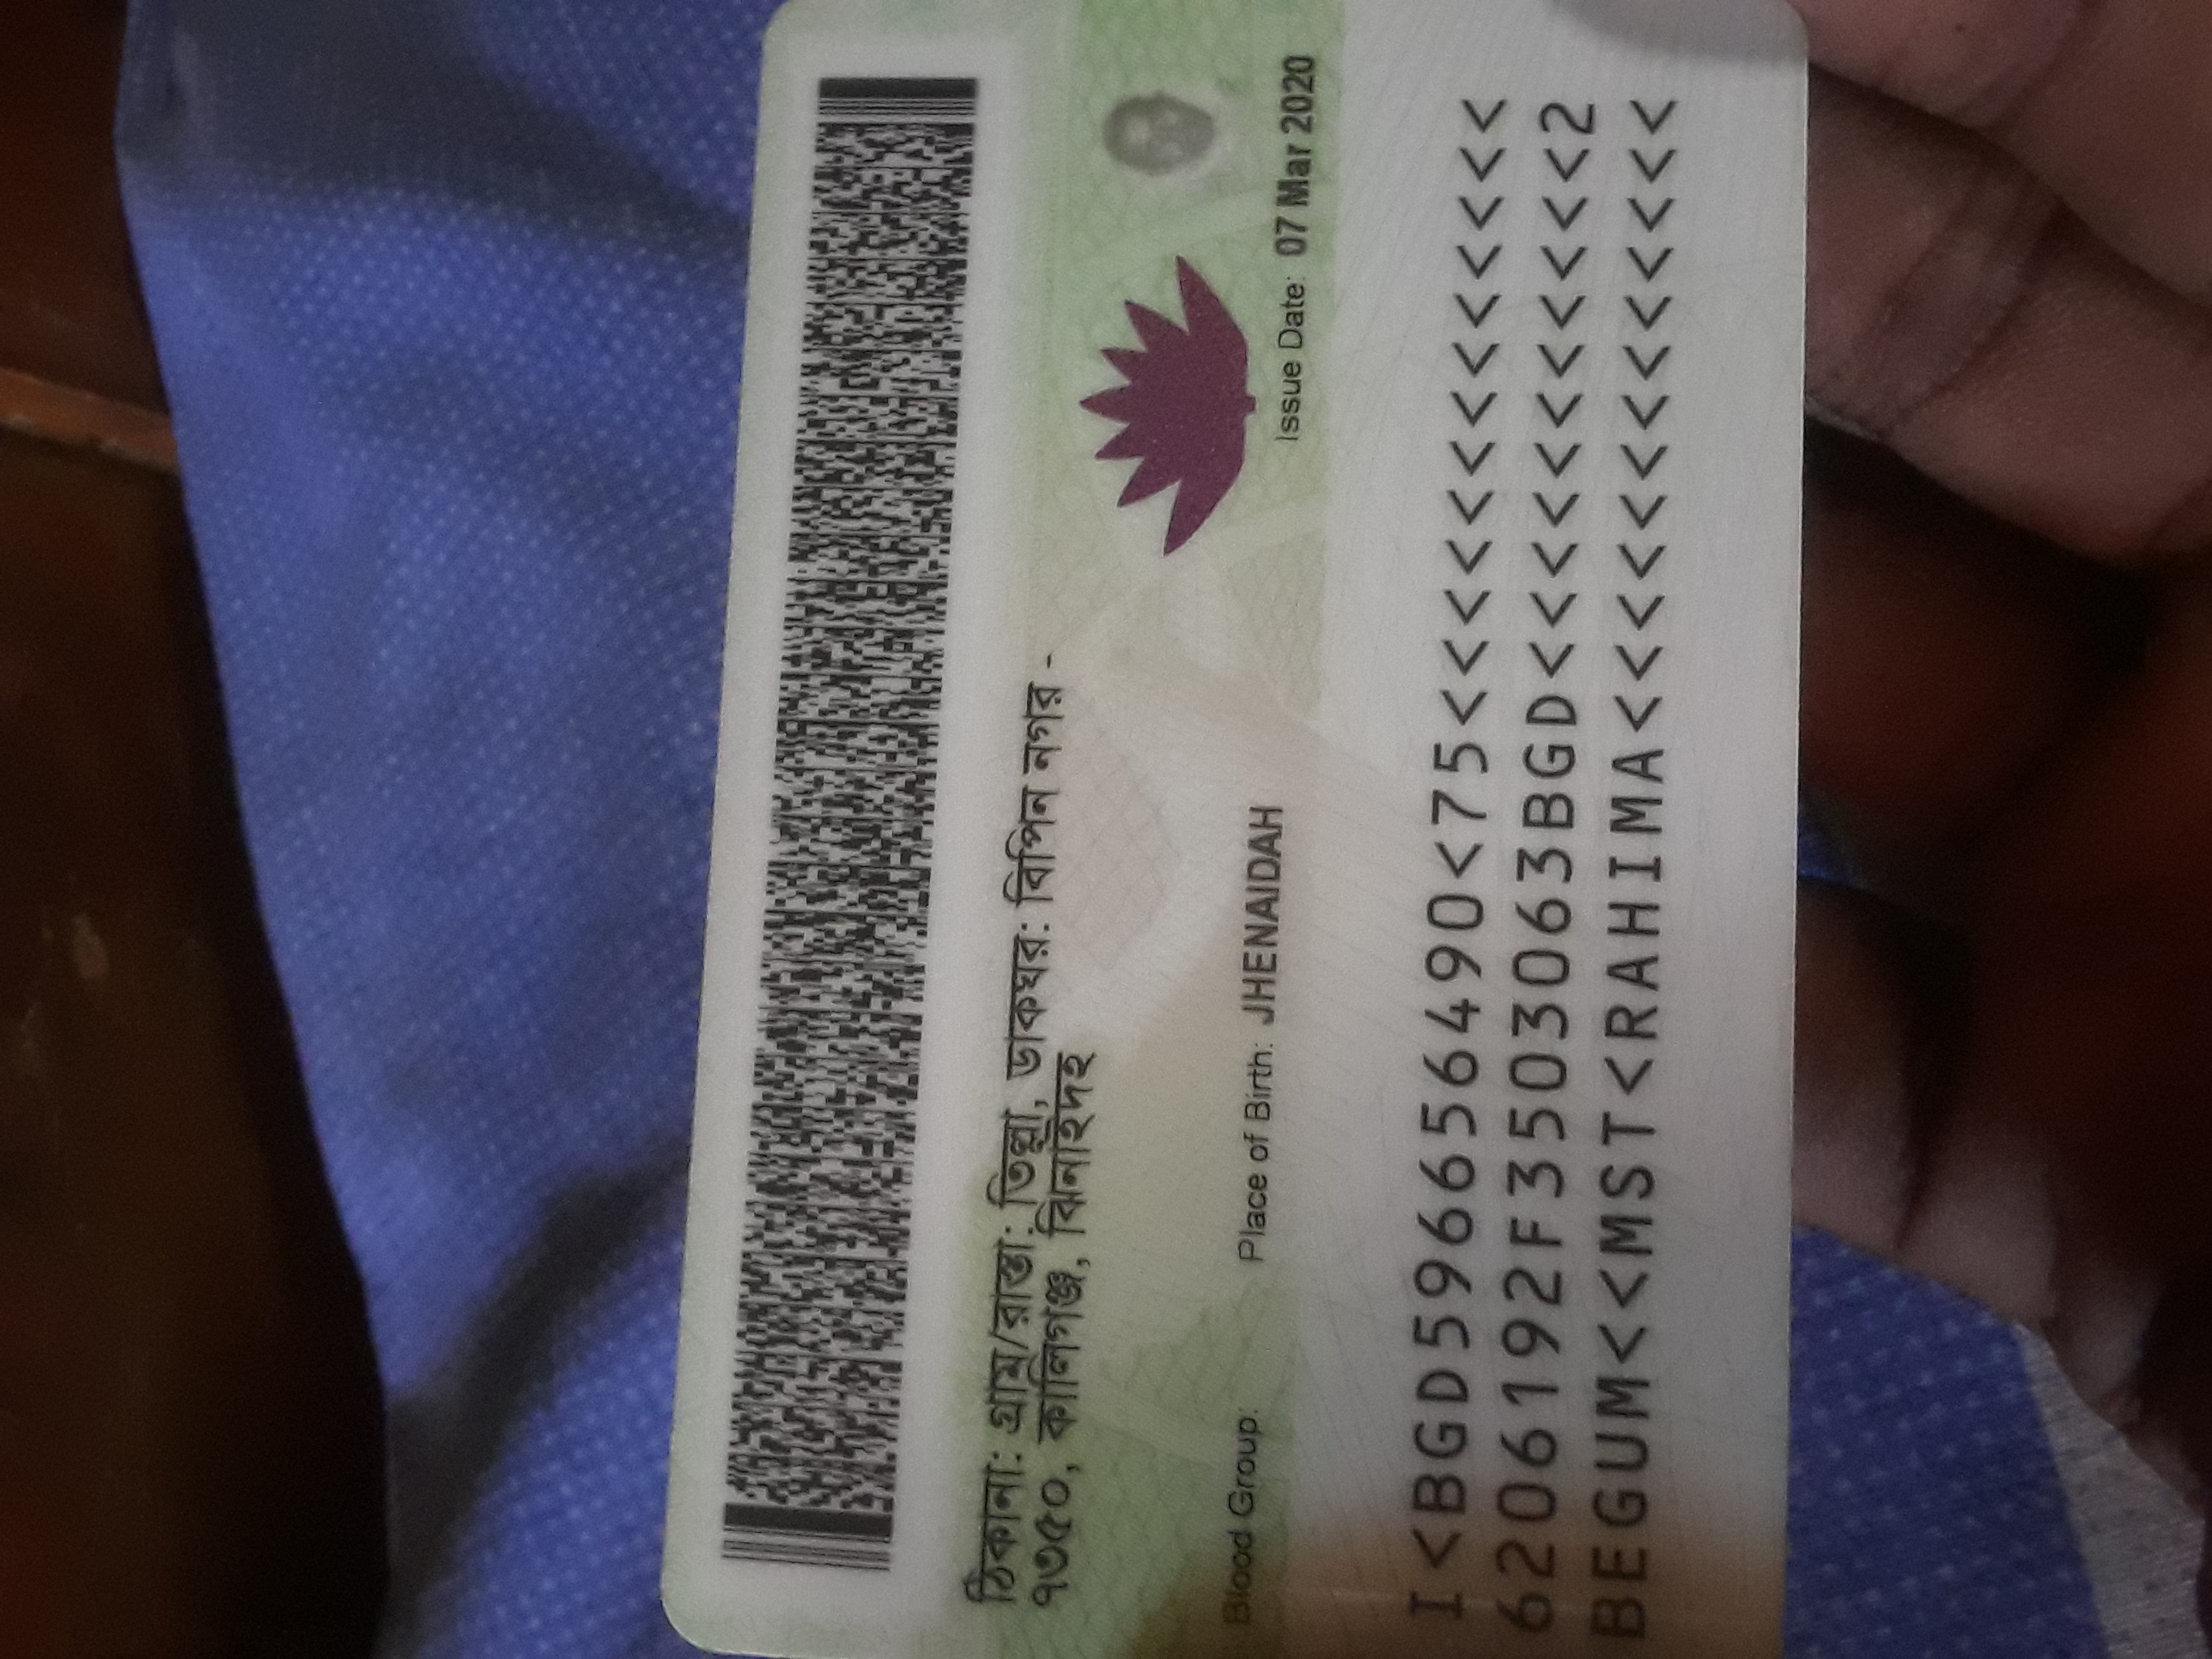 ঠিকানা: গ্রাম/রাস্তা: তিল্লা, ডাকঘর: বিপিন নগর -
৭৩৫০, কালিগঞ্জ, ঝিনাইদহ
Blood Group: Place of Birth: JHENAIDAH
Issue Date: 07 Mar 2020
I<BGD596656490<75<<<<<<<<<<<<<
6206192F3503063BGD<<<<<<<<<<<2
BEGUM<<MST<RAHIMA<<<<<<<<<<<<<